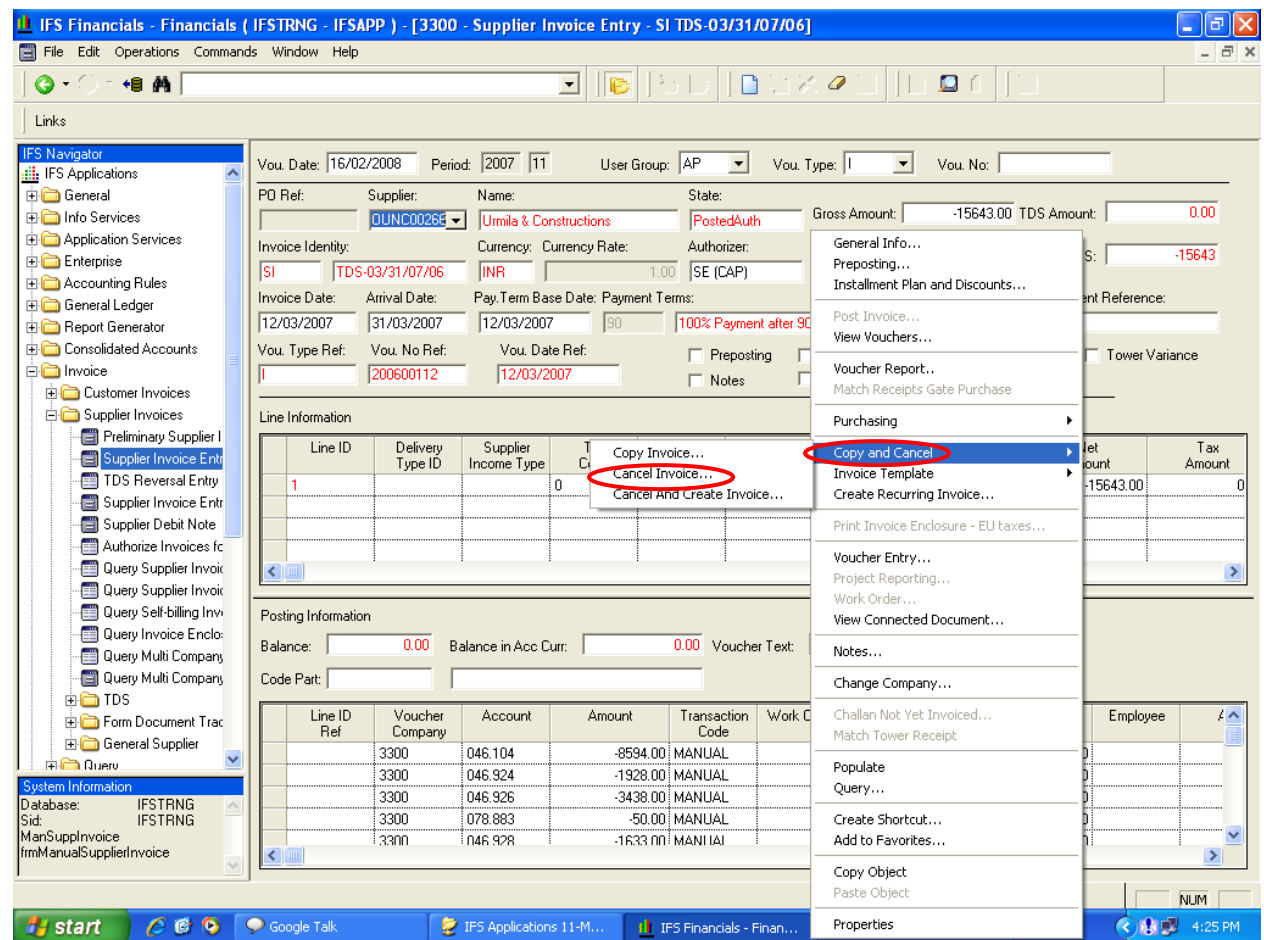 IFS Financials - Financials ( IFSTRNG - IFSAPP ) - [3300 - Supplier Invoice Entry - SI TDS-03/31/07/06]
File Edit Operations Commands Window Help
Links
IFS Navigator
IFS Applications
General
Info Services
Application Services
Enterprise
Accounting Rules
General Ledger
Report Generator
Consolidated Accounts
Invoice
Customer Invoices
Supplier Invoices
Preliminary Supplier I
Supplier Invoice Entr
TDS Reversal Entry
Supplier Invoice Entr
Supplier Debit Note
Authorize Invoices fo
Query Supplier Invoic
Query Supplier Invoic
Query Self-billing Invo
Query Invoice Enclo
Query Multi Company
Query Multi Company
TDS
Form Document Trac
General Supplier
Query
System Information
Database: IFSTRNG
Sid: IFSTRNG
ManSuppInvoice
frmManualSupplierInvoice
Vou. Date: 16/02/2008 Period: 2007 11 User Group: AP Vou. Type: I Vou. No:
PO Ref: Supplier: Name: State:
OUNC0026E Urmila & Constructions PostedAuth Gross Amount: -15643.00 TDS Amount: 0.00
Invoice Identity: Currency: Currency Rate: Authorizer:
SI TDS-03/31/07/06 INR 1.00 SE (CAP) S: -15643
Invoice Date: Arrival Date: Pay.Term Base Date: Payment Terms: ent Reference:
12/03/2007 31/03/2007 12/03/2007 90 100% Payment after 90
Vou. Type Ref: Vou. No Ref: Vou. Date Ref: Preposting Tower Variance
I 200600112 12/03/2007 Notes
Line Information
Line ID Delivery Type ID Supplier Income Type T C Net ount Tax Amount
1 0 -15643.00 0
Posting Information
Balance: 0.00 Balance in Acc Curr: 0.00 Voucher Text:
Code Part:
Line ID Ref Voucher Company Account Amount Transaction Code Work O Employee A
3300 046.104 -8594.00 MANUAL
3300 046.924 -1928.00 MANUAL
3300 046.926 -3438.00 MANUAL
3300 078.883 -50.00 MANUAL
3300 046.928 -1633.00 MANUAL
General Info...
Preposting...
Installment Plan and Discounts...
Post Invoice...
View Vouchers...
Voucher Report..
Match Receipts Gate Purchase
Purchasing
Copy and Cancel
Invoice Template
Create Recurring Invoice...
Print Invoice Enclosure - EU taxes...
Voucher Entry...
Project Reporting...
Work Order...
View Connected Document...
Notes...
Change Company...
Challan Not Yet Invoiced...
Match Tower Receipt
Populate
Query...
Create Shortcut...
Add to Favorites...
Copy Object
Paste Object
Properties
Copy Invoice...
Cancel Invoice...
Cancel And Create Invoice...
NUM
start Google Talk IFS Applications 11-M... IFS Financials - Finan... 4:25 PM